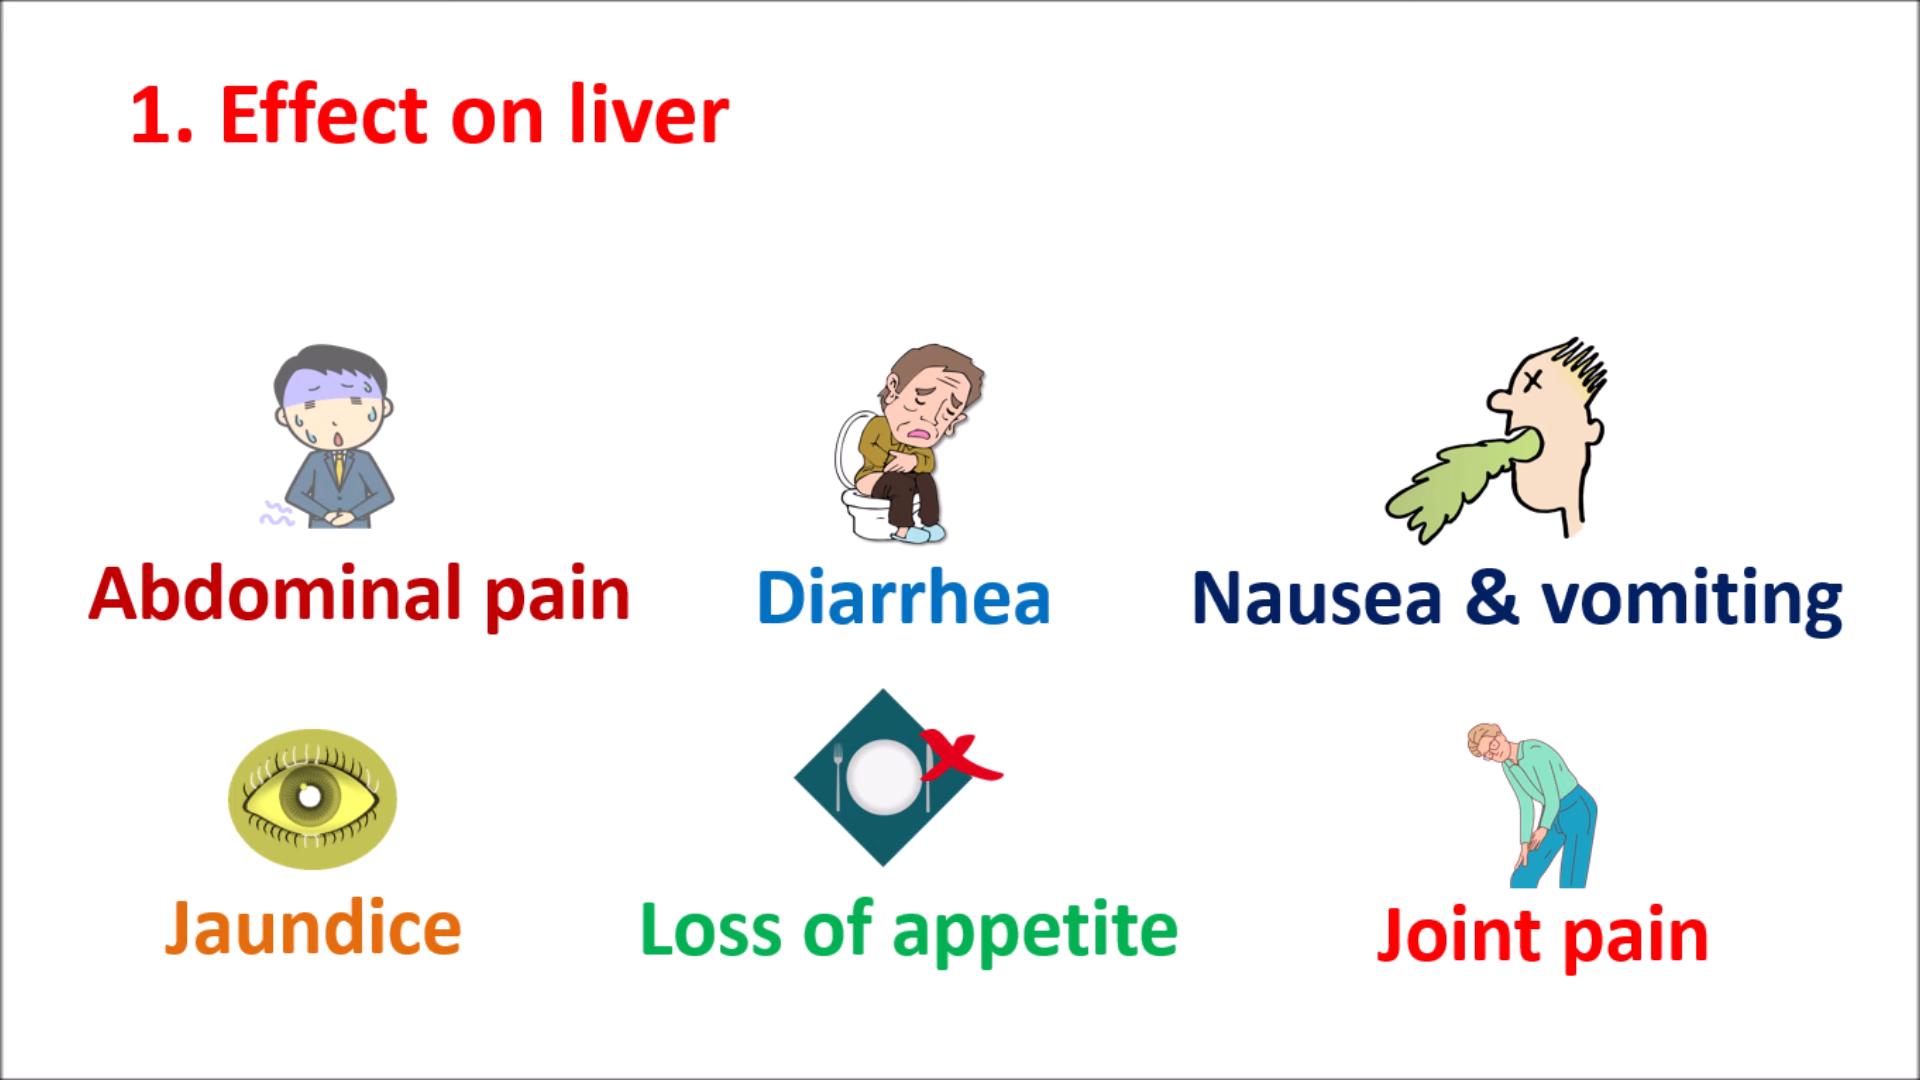 1. Effect on liver
Abdominal pain
Diarrhea
Nausea & vomiting
Jaundice
Loss of appetite
Joint pain